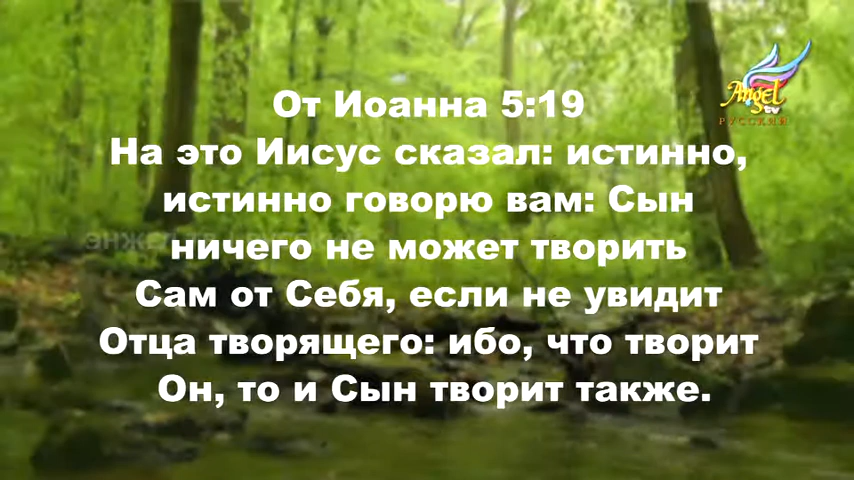 От Иоанна 5:19
На это Иисус сказал: истинно,
истинно говорю вам: Сын
ничего не может творить
Сам от Себя, если не увидит
Отца творящего: ибо, что творит
Он, то и Сын творит также.
Angel
tv
РУССКИЙ